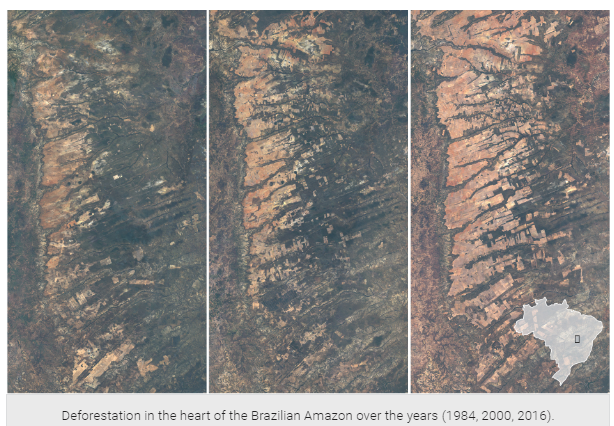 Deforestation in the heart of the Brazilian Amazon over the years (1984, 2000, 2016).